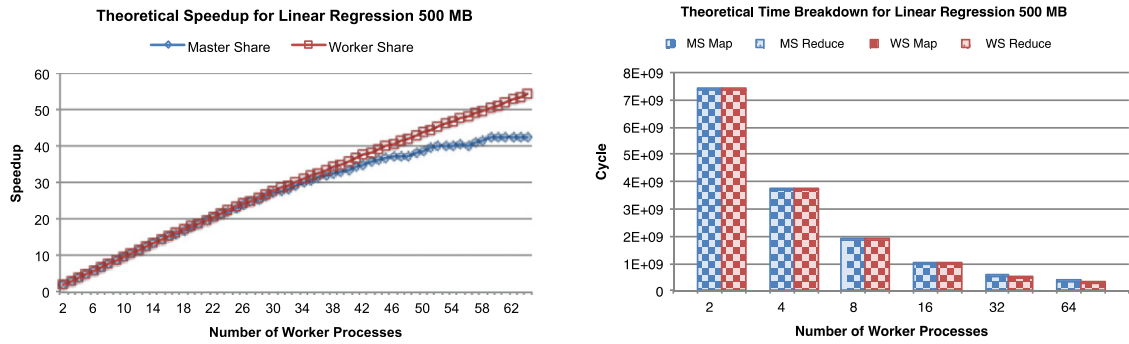 Theoretical Speedup for Linear Regression 500 MB
Master Share Worker Share
60
50
40
30
20
10
0
Speedup
2 6 10 14 18 22 26 30 34 38 42 46 50 54 58 62
Number of Worker Processes
Theoretical Time Breakdown for Linear Regression 500 MB
MS Map MS Reduce WS Map WS Reduce
8E+09
7E+09
6E+09
5E+09
4E+09
3E+09
2E+09
1E+09
0
Cycle
2 4 8 16 32 64
Number of Worker Processes